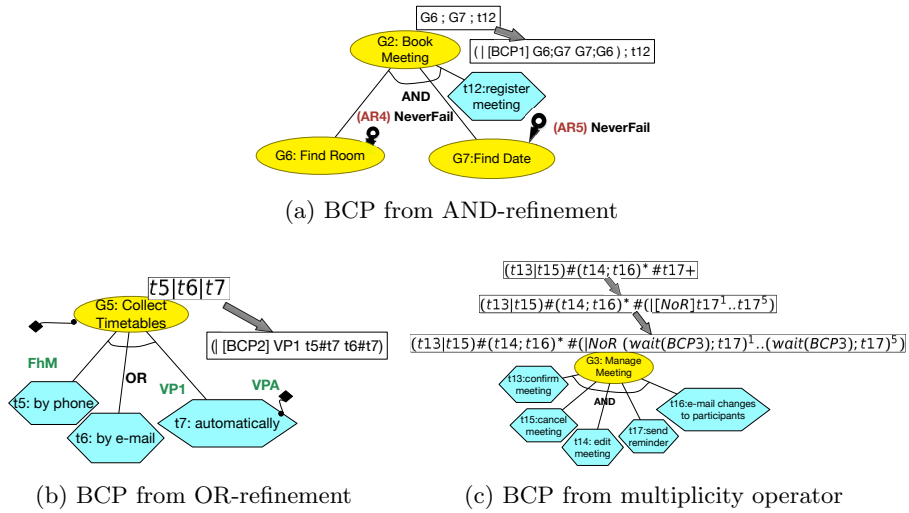 G6 ; G7 ; t12
( | [BCP1] G6;G7 G7;G6 ) ; t12
G2: Book
Meeting
AND
t12:register
meeting
(AR4) NeverFail
(AR5) NeverFail
G6: Find Room
G7:Find Date
(a) BCP from AND-refinement
t5|t6|t7
G5: Collect
Timetables
(| [BCP2] VP1 t5#t7 t6#t7)
FhM
OR
VP1
VPA
t5: by phone
t6: by e-mail
t7: automatically
(b) BCP from OR-refinement
(t13|t15)#(t14; t16)* #t17+
(t13|t15)#(t14; t16)* #(|[NoR]t17¹..t17⁵)
(t13|t15)#(t14; t16)* #(|NoR (wait(BCP3); t17)¹..(wait(BCP3); t17)⁵)
G3: Manage
Meeting
t13:confirm
meeting
AND
t16:e-mail changes
to participants
t15:cancel
meeting
t14: edit
meeting
t17:send
reminder
(c) BCP from multiplicity operator